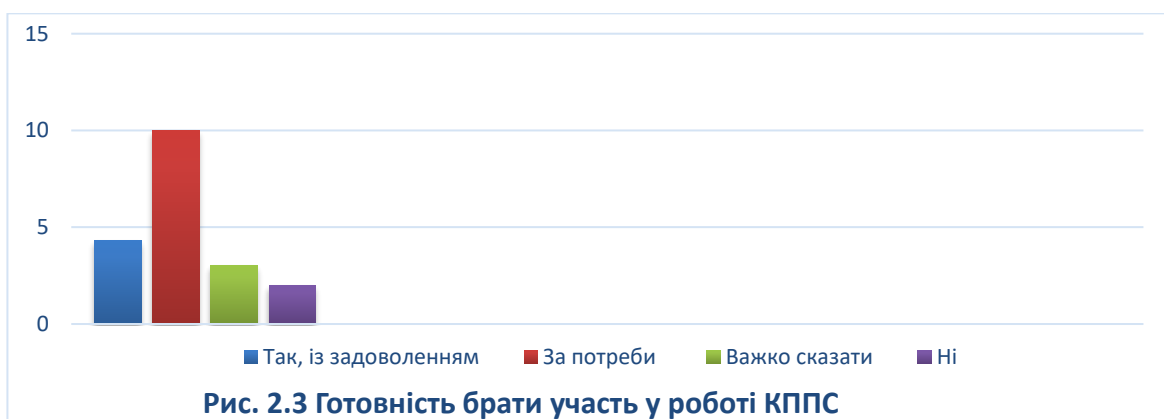 15
10
5
0
Так, із задоволенням За потреби Важко сказати Ні
Рис. 2.3 Готовність брати участь у роботі КППС